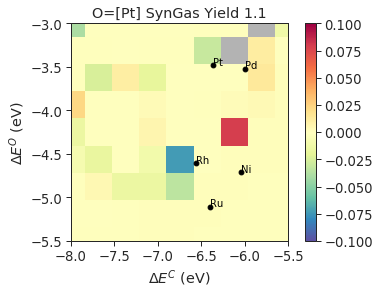 O=[Pt] SynGas Yield 1.1
−3.0
−3.5
−4.0
−4.5
−5.0
−5.5
−8.0
−7.5
−7.0
−6.5
−6.0
−5.5
ΔE^C (eV)
ΔE^O (eV)
Pt
Pd
Rh
Ni
Ru
0.100
0.075
0.050
0.025
0.000
−0.025
−0.050
−0.075
−0.100